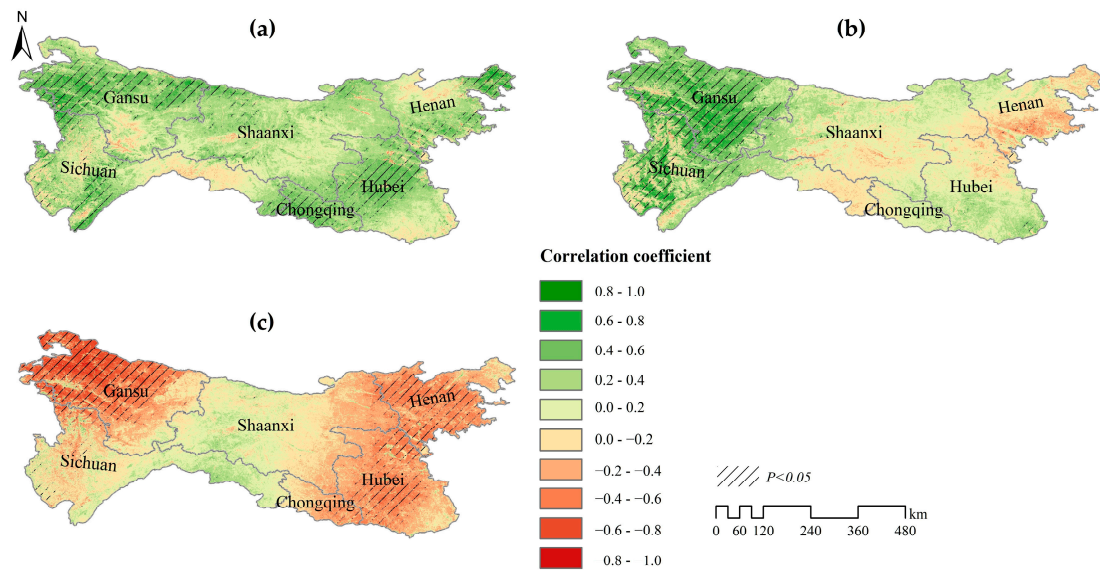 N
(a)
Gansu
Henan
Shaanxi
Sichuan
Hubei
Chongqing
(b)
Gansu
Henan
Shaanxi
Sichuan
Hubei
Chongqing
(c)
Gansu
Henan
Shaanxi
Sichuan
Hubei
Chongqing
Correlation coefficient
0.8 - 1.0
0.6 - 0.8
0.4 - 0.6
0.2 - 0.4
0.0 - 0.2
0.0 - −0.2
−0.2 - −0.4
−0.4 - −0.6
−0.6 - −0.8
0.8 - 1.0
P<0.05
km
0 60 120 240 360 480